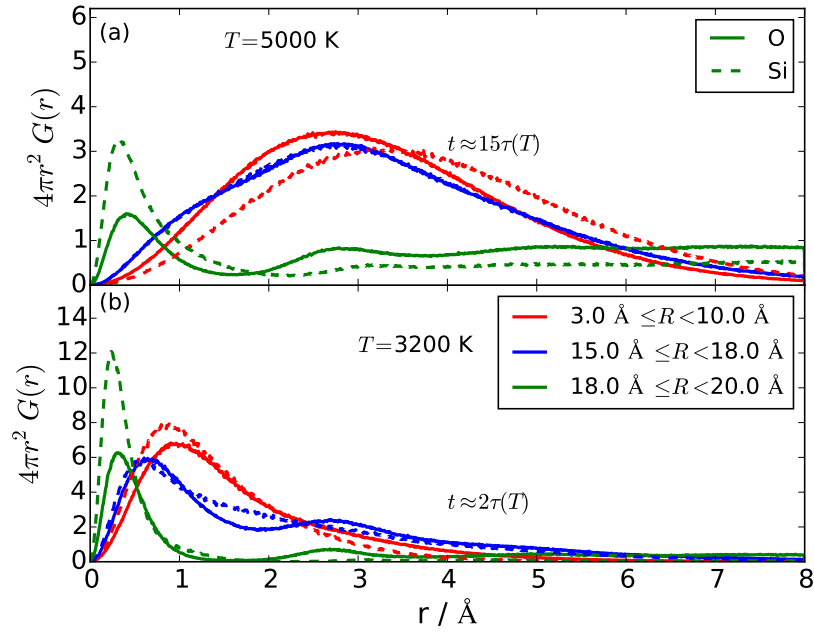 (a)
T=5000 K
O
Si
t≈15τ(T)
4πr² G(r)
6
5
4
3
2
1
0
(b)
T=3200 K
3.0 Å ≤R<10.0 Å
15.0 Å ≤R<18.0 Å
18.0 Å ≤R<20.0 Å
t≈2τ(T)
4πr² G(r)
14
12
10
8
6
4
2
0
0 1 2 3 4 5 6 7 8
r / Å